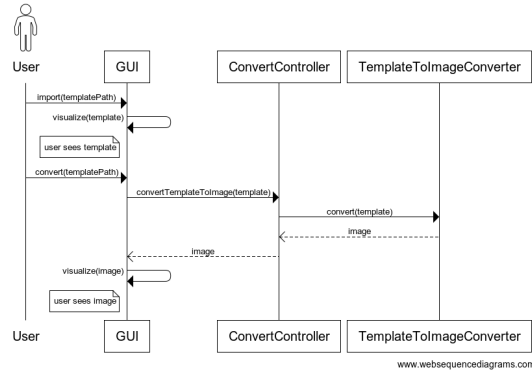 User
GUI
ConvertController
TemplateToImageConverter
import(templatePath)
visualize(template)
user sees template
convert(templatePath)
convertTemplateToImage(template)
convert(template)
image
image
visualize(image)
user sees image
User
GUI
ConvertController
TemplateToImageConverter
www.websequencediagrams.com